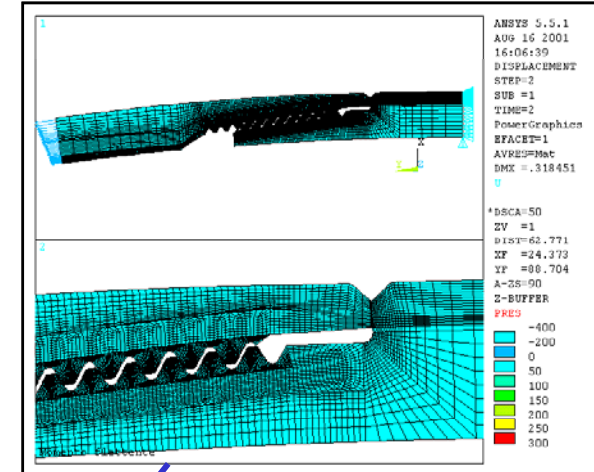 1
ANSYS 5.5.1
AUG 16 2001
16:06:39
DISPLACEMENT
STEP=2
SUB =1
TIME=2
PowerGraphics
EFACET=1
AVRES=Mat
DMX =.318451
U
*DSCA=50
ZV =1
DIST=62.771
XF =24.373
YF =88.704
A-ZS=90
Z-BUFFER
PRES
-400
-200
0
50
100
150
200
250
300
X
Y
Z
2
Momento flettente